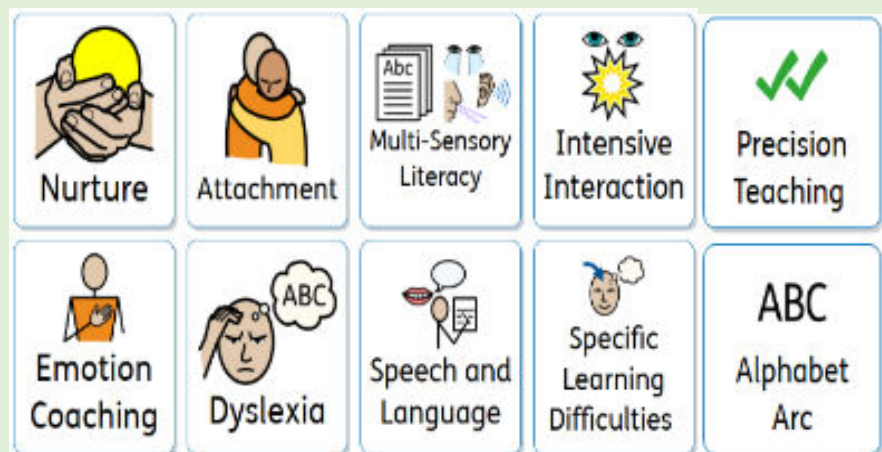 Nurture
Attachment
Abc
Multi-Sensory
Literacy
Intensive
Interaction
Precision
Teaching
Emotion
Coaching
ABC
Dyslexia
Speech and
Language
Specific
Learning
Difficulties
ABC
Alphabet
Arc